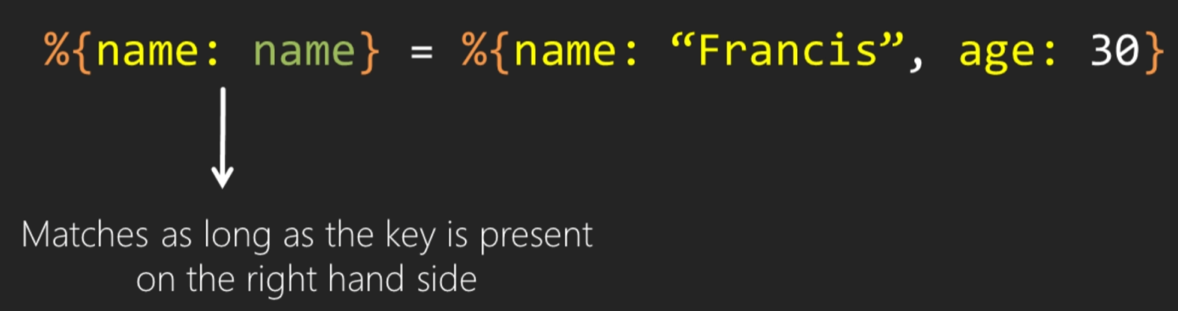 %{name: name} = %{name: “Francis”, age: 30}
Matches as long as the key is present
on the right hand side